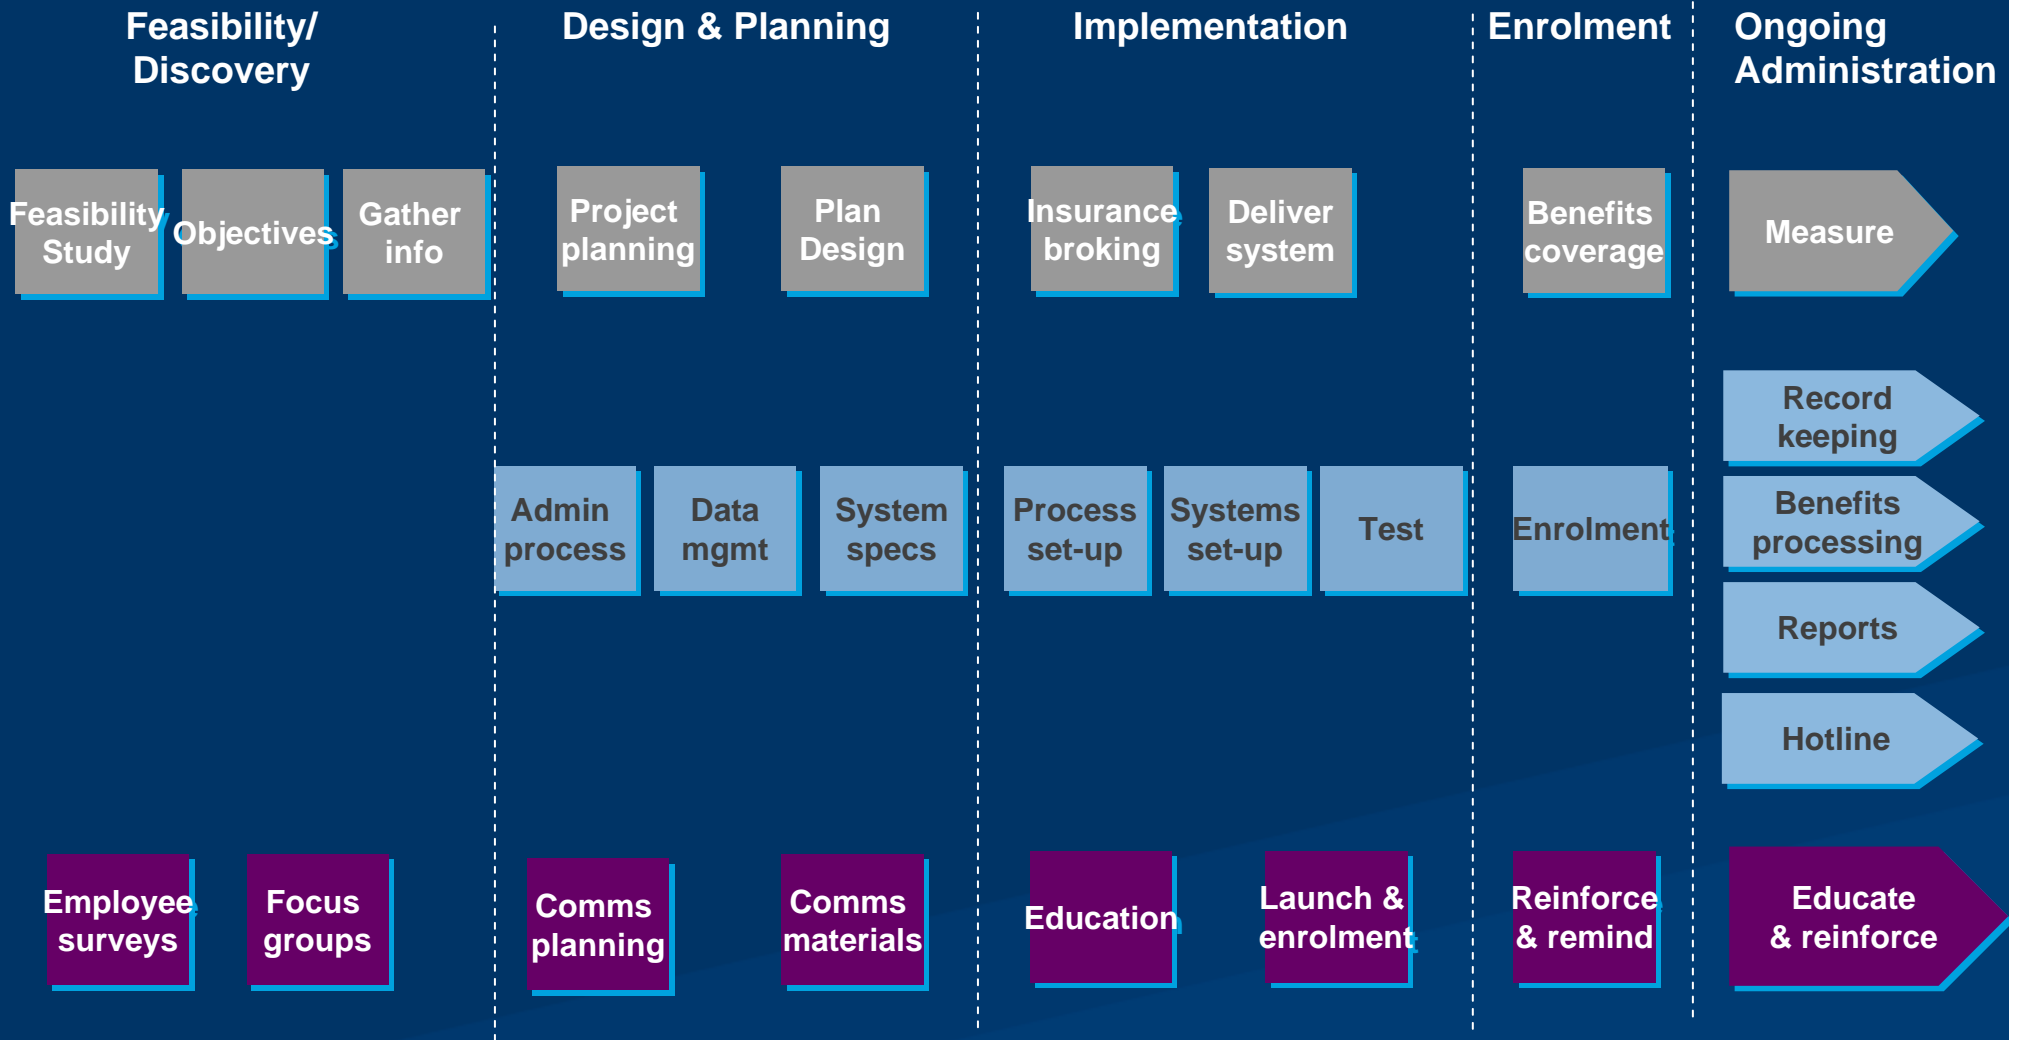 Feasibility/
Discovery
Design & Planning
Implementation
Enrolment
Ongoing
Administration
Feasibility
Study
Objectives
Gather
info
Project
planning
Plan
Design
Insurance
broking
Deliver
system
Benefits
coverage
Measure
Record
keeping
Admin
process
Data
mgmt
System
specs
Process
set-up
Systems
set-up
Test
Enrolment
Benefits
processing
Reports
Hotline
Employee
surveys
Focus
groups
Comms
planning
Comms
materials
Education
Launch &
enrolment
Reinforce
& remind
Educate
& reinforce